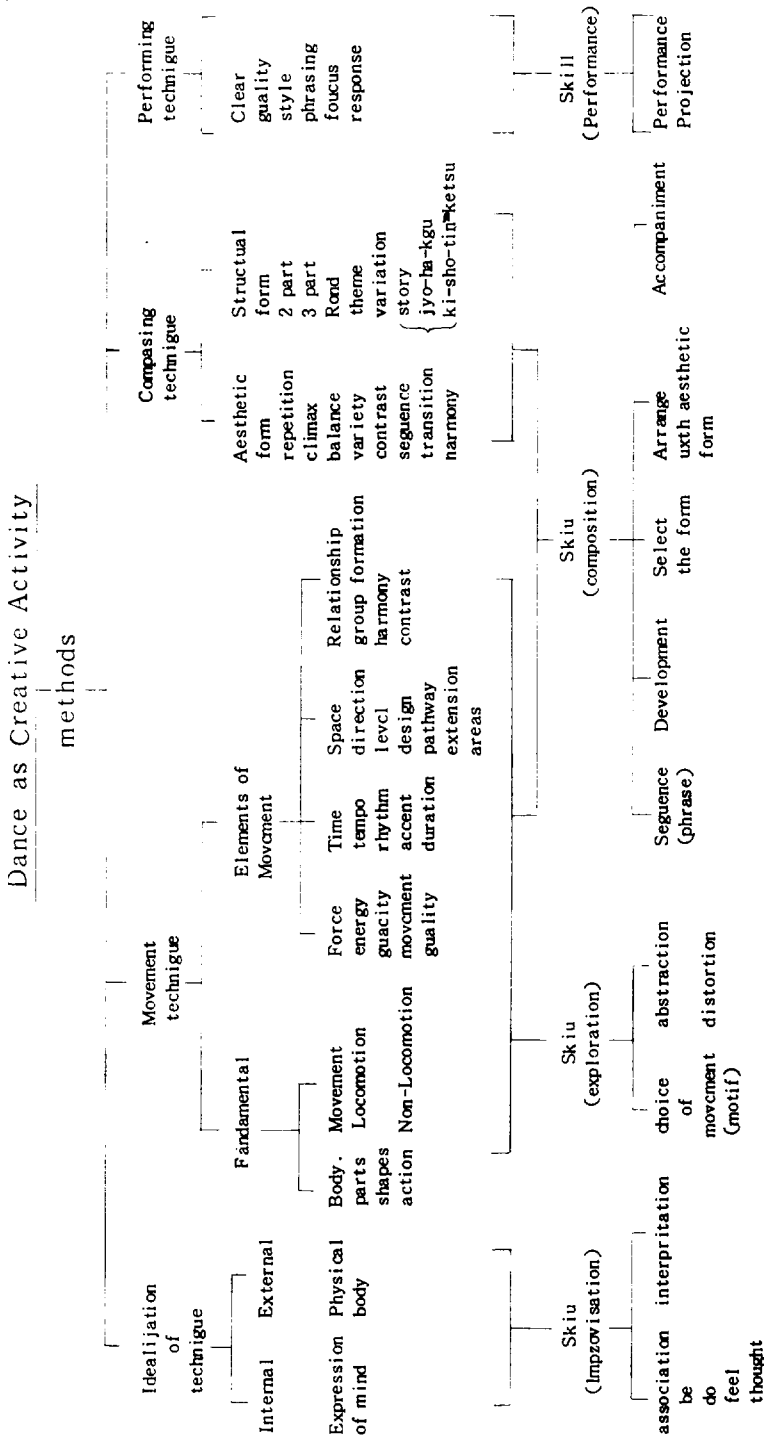 Dance as Creative Activity
methods
Idealijation
of
technigue
Internal
External
Expression
of mind
Physical
body
Skiu
(Impzovisation)
association
be
do
feel
thought
interpritation
Movement
technigue
Fandamental
Body.
parts
shapes
action
Movement
Locomotion
Non-Locomotion
Elements of
Movcment
Force
energy
guacity
movcment
guality
Time
tempo
rhythm
accent
duration
Space
direction
levcl
design
pathway
extension
areas
Relationship
group formation
harmony
contrast
Skiu
(exploration)
choice
of
movcment
(motif)
abstraction
distortion
Compasing
technigue
Aesthetic
form
repetition
climax
balance
variety
contrast
seguence
transition
narmony
Structual
form
2 part
3 part
Rond
theme
variation
story
jyo-ha-kgu
ki-sho-tin-ketsu
Skiu
(composition)
Seguence
(phrase)
Development
Select
the form
Arrange
uxth aesthetic
form
Accompaniment
Performing
technigue
Clear
guality
style
phrasing
foucus
response
Skill
(Performance)
Performance
Projection